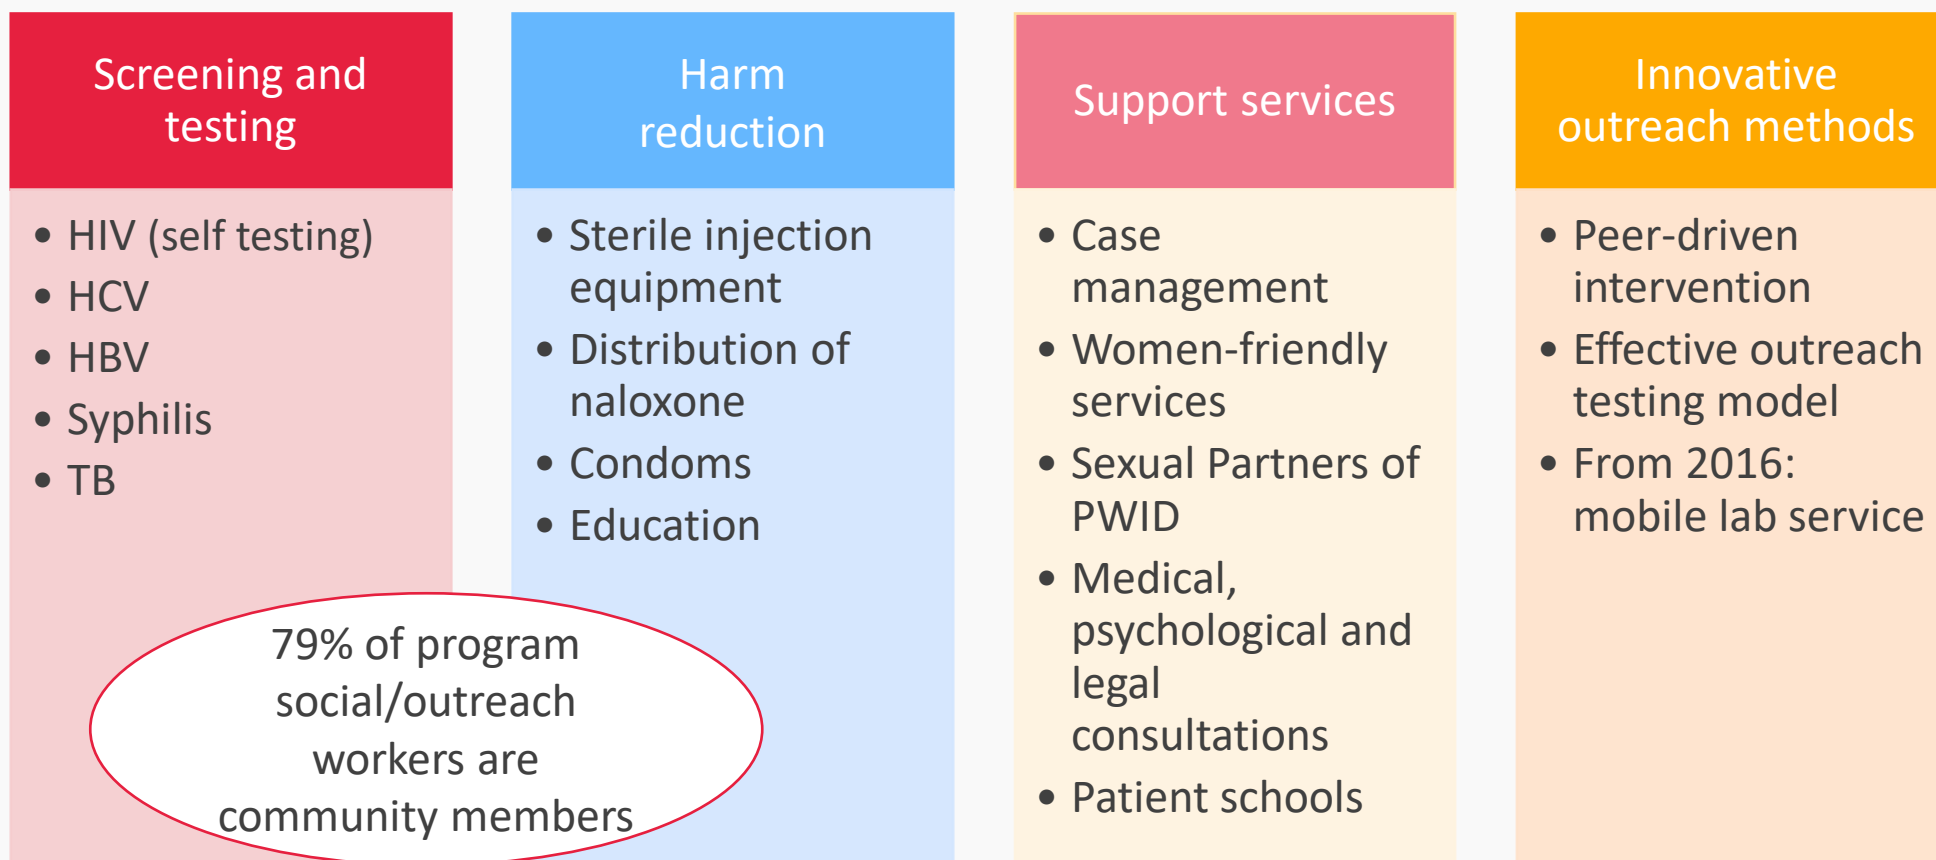 Screening and
testing
• HIV (self testing)
• HCV
• HBV
• Syphilis
• TB
Harm
reduction
• Sterile injection
equipment
• Distribution of
naloxone
• Condoms
• Education
79% of program
social/outreach
workers are
community members
Support services
• Case
management
• Women-friendly
services
• Sexual Partners of
PWID
• Medical,
psychological and
legal
consultations
• Patient schools
Innovative
outreach methods
• Peer-driven
intervention
• Effective outreach
testing model
• From 2016:
mobile lab service